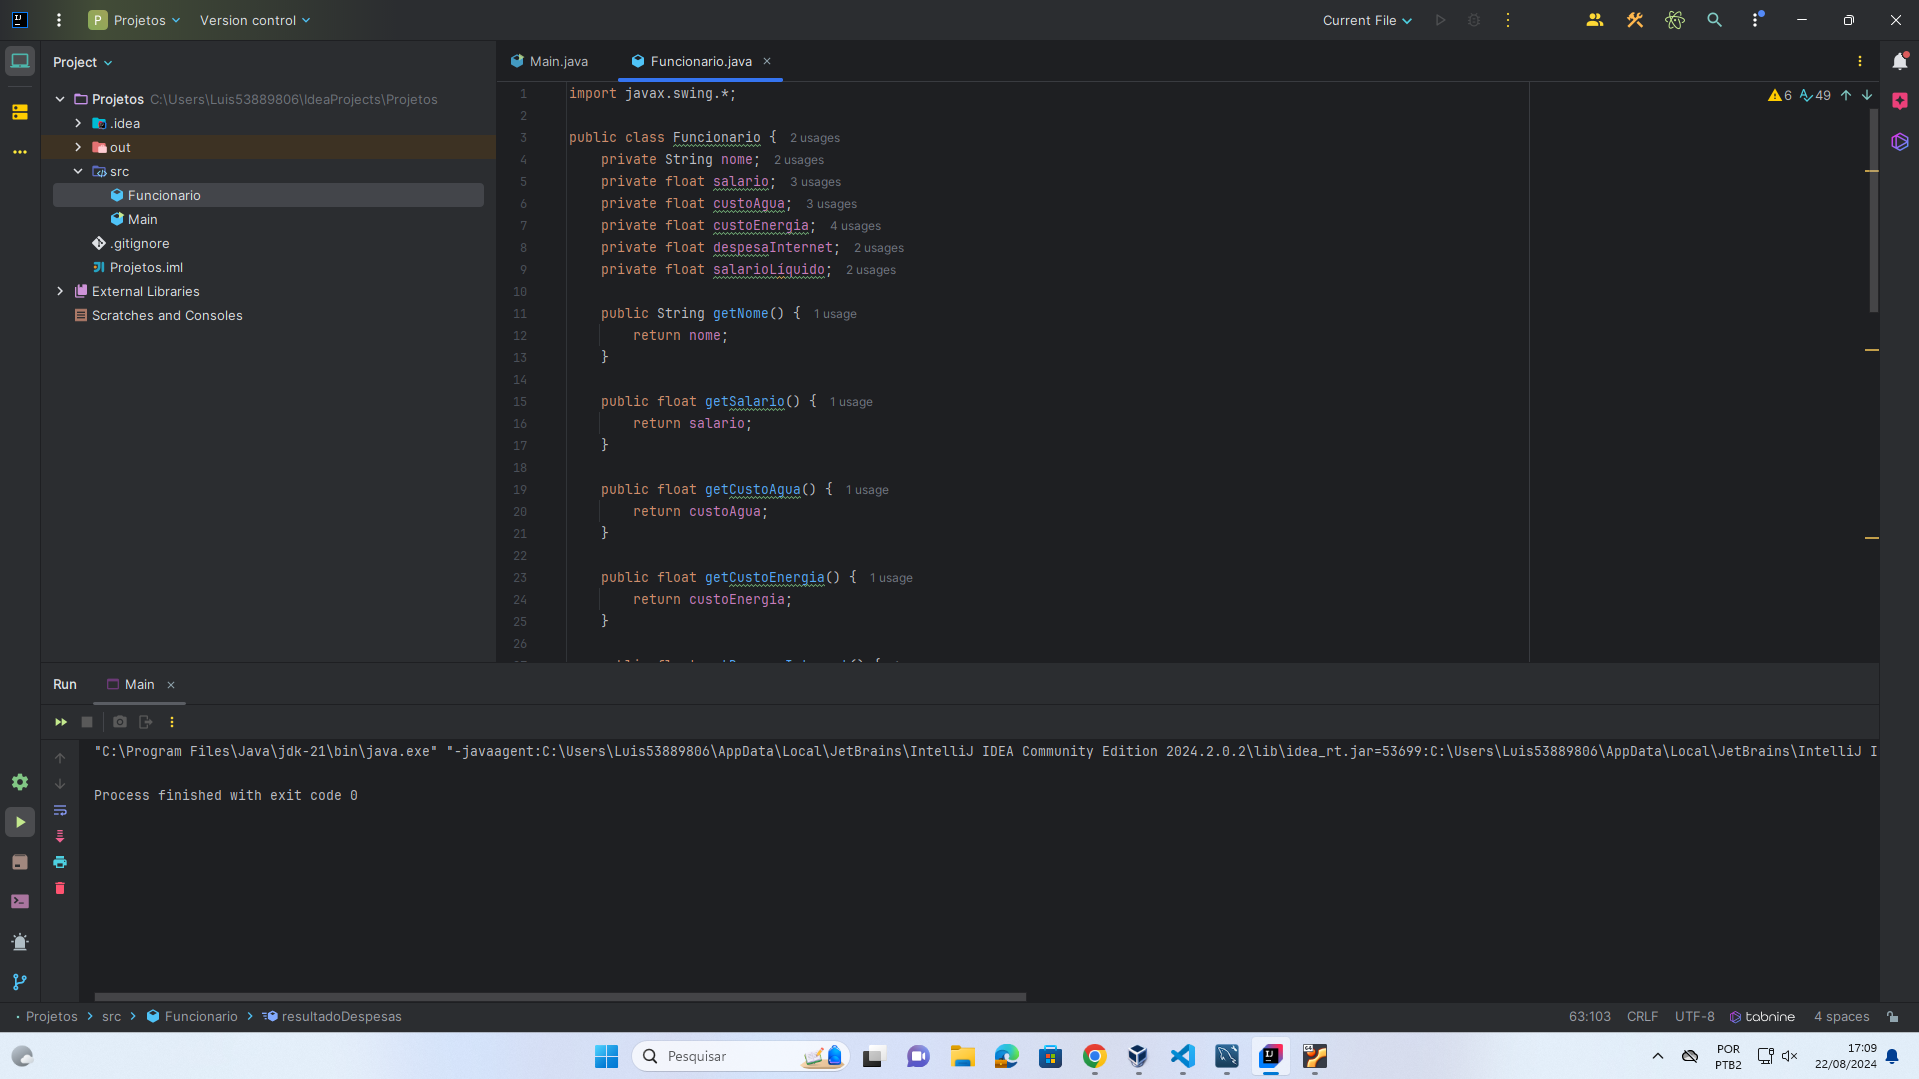 P Projetos Version control Current File
Project
Main.java Funcionario.java
Projetos C:\Users\Luis53889806\IdeaProjects\Projetos
.idea
out
src
Funcionario
Main
.gitignore
Projetos.iml
External Libraries
Scratches and Consoles
6 49
1 import javax.swing.*;
2
3 public class Funcionario { 2 usages
4 private String nome; 2 usages
5 private float salario; 3 usages
6 private float custoAgua; 3 usages
7 private float custoEnergia; 4 usages
8 private float despesaInternet; 2 usages
9 private float salarioLiquido; 2 usages
10
11 public String getNome() { 1 usage
12 return nome;
13 }
14
15 public float getSalario() { 1 usage
16 return salario;
17 }
18
19 public float getCustoAgua() { 1 usage
20 return custoAgua;
21 }
22
23 public float getCustoEnergia() { 1 usage
24 return custoEnergia;
25 }
26
Run Main
"C:\Program Files\Java\jdk-21\bin\java.exe" "-javaagent:C:\Users\Luis53889806\AppData\Local\JetBrains\IntelliJ IDEA Community Edition 2024.2.0.2\lib\idea_rt.jar=53699:C:\Users\Luis53889806\AppData\Local\JetBrains\IntelliJ I
Process finished with exit code 0
Projetos src Funcionario resultadoDespesas 63:103 CRLF UTF-8 tabnine 4 spaces
Pesquisar
POR
PTB2
17:09
22/08/2024